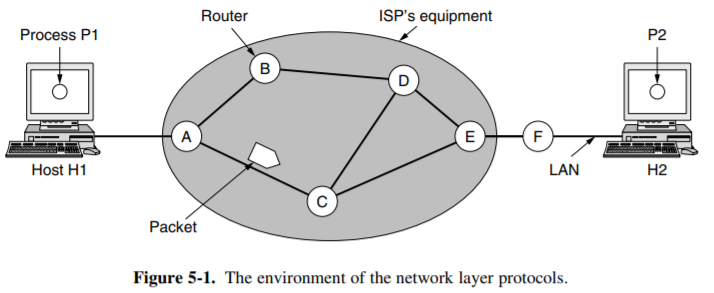 Router
ISP's equipment
Process P1
P2
B
D
A
E
F
Host H1
Packet
C
LAN
H2
Figure 5-1. The environment of the network layer protocols.